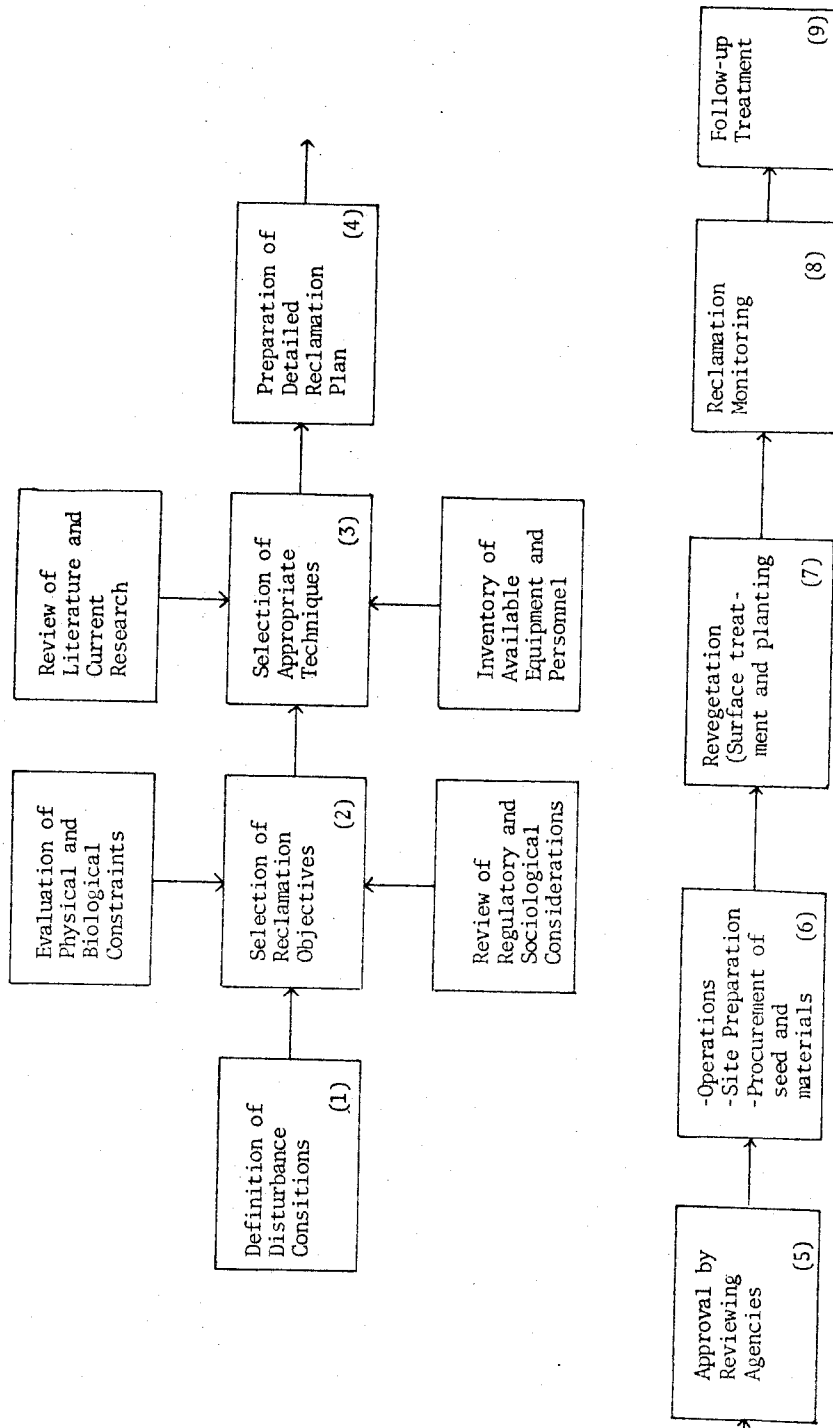 Definition of
Disturbance
Consitions
(1)
Evaluation of
Physical and
Biological
Constraints
Selection of
Reclamation
Objectives
(2)
Review of
Regulatory and
Sociological
Considerations
Review of
Literature and
Current
Research
Selection of
Appropriate
Techniques
(3)
Inventory of
Available
Equipment and
Personnel
Preparation of
Detailed
Reclamation
Plan
(4)
Approval by
Reviewing
Agencies
(5)
-Operations
-Site Preparation
-Procurement of
seed and
materials
(6)
Revegetation
(Surface treat-
ment and planting
(7)
Reclamation
Monitoring
(8)
Follow-up
Treatment
(9)